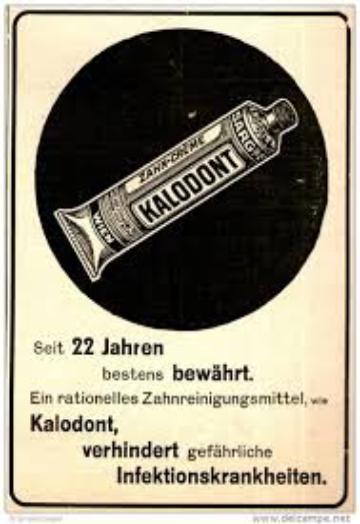 SARG
ZAHN-CRÈME
KALODONT
WIEN
Seit 22 Jahren
bestens bewährt.
Ein rationelles Zahnreinigungsmittel, wie
Kalodont,
verhindert gefährliche
Infektionskrankheiten.
www.delcampe.net